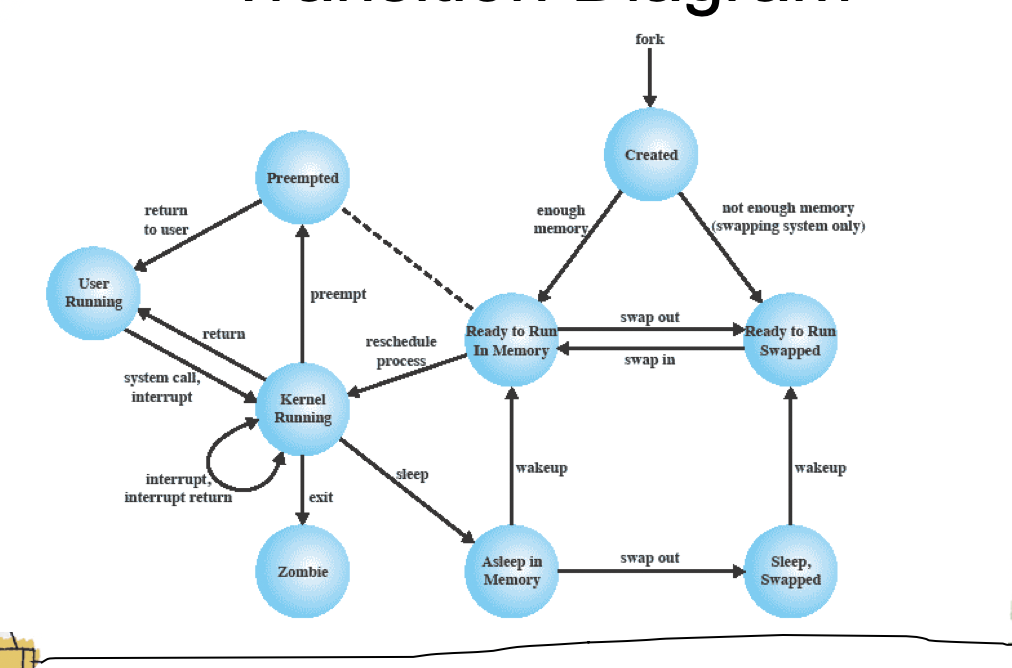 Transition Diagram
fork
Created
Preempted
return
to user
enough
memory
not enough memory
(swapping system only)
User
Running
preempt
return
reschedule
process
Ready to Run
In Memory
swap out
swap in
Ready to Run
Swapped
system call,
interrupt
Kernel
Running
interrupt,
interrupt return
exit
sleep
wakeup
wakeup
Zombie
Asleep in
Memory
swap out
Sleep,
Swapped